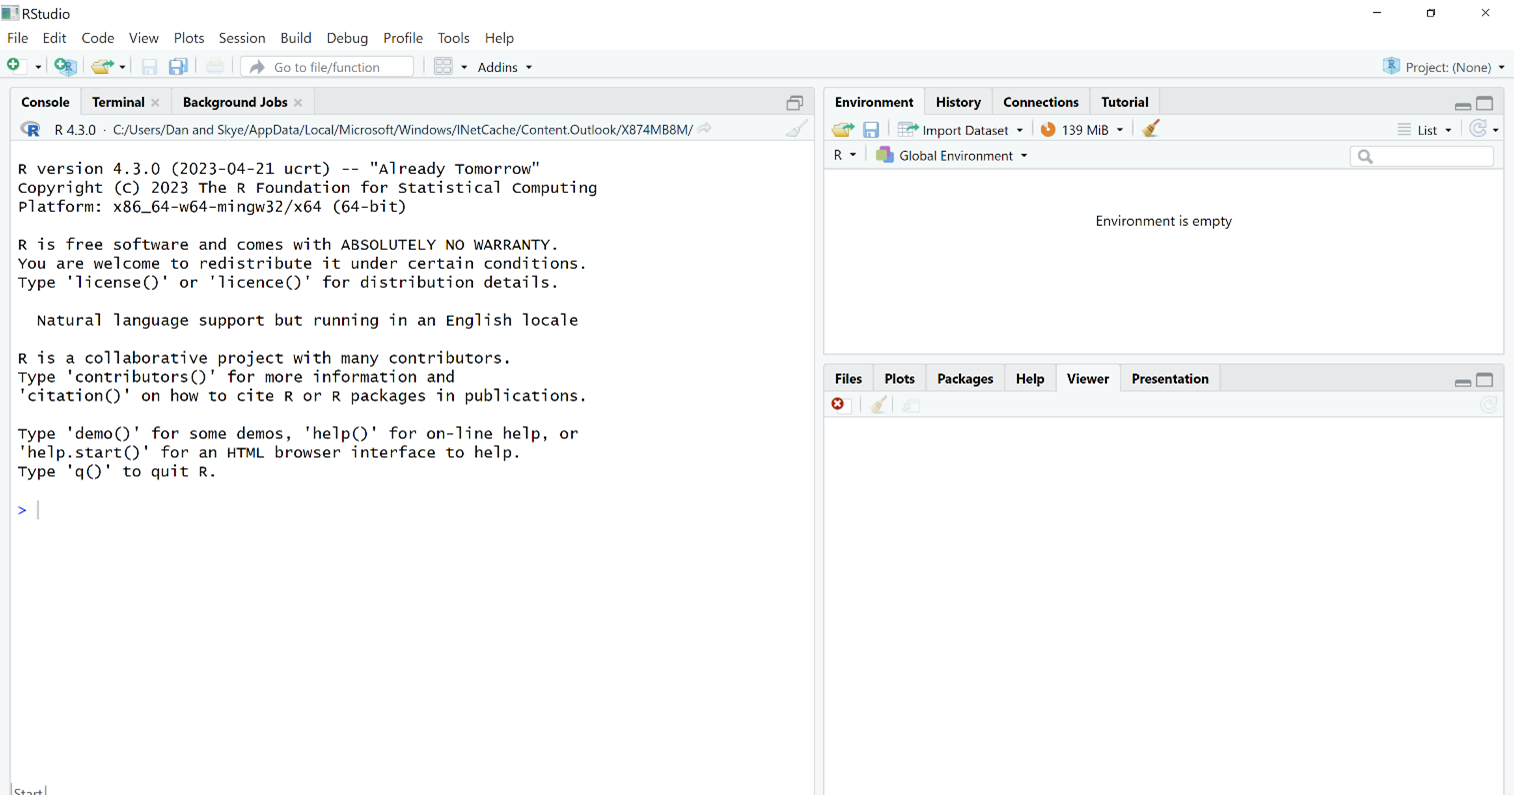 RStudio
File Edit Code View Plots Session Build Debug Profile Tools Help
Go to file/function Addins Project: (None)
Console Terminal Background Jobs
R 4.3.0 · C:/Users/Dan and Skye/AppData/Local/Microsoft/Windows/INetCache/Content.Outlook/X874MB8M/
R version 4.3.0 (2023-04-21 ucrt) -- "Already Tomorrow"
Copyright (C) 2023 The R Foundation for Statistical Computing
Platform: x86_64-w64-mingw32/x64 (64-bit)
R is free software and comes with ABSOLUTELY NO WARRANTY.
You are welcome to redistribute it under certain conditions.
Type 'license()' or 'licence()' for distribution details.
Natural language support but running in an English locale
R is a collaborative project with many contributors.
Type 'contributors()' for more information and
'citation()' on how to cite R or R packages in publications.
Type 'demo()' for some demos, 'help()' for on-line help, or
'help.start()' for an HTML browser interface to help.
Type 'q()' to quit R.
>
Start
Environment History Connections Tutorial
Import Dataset 139 MiB List
R Global Environment
Environment is empty
Files Plots Packages Help Viewer Presentation